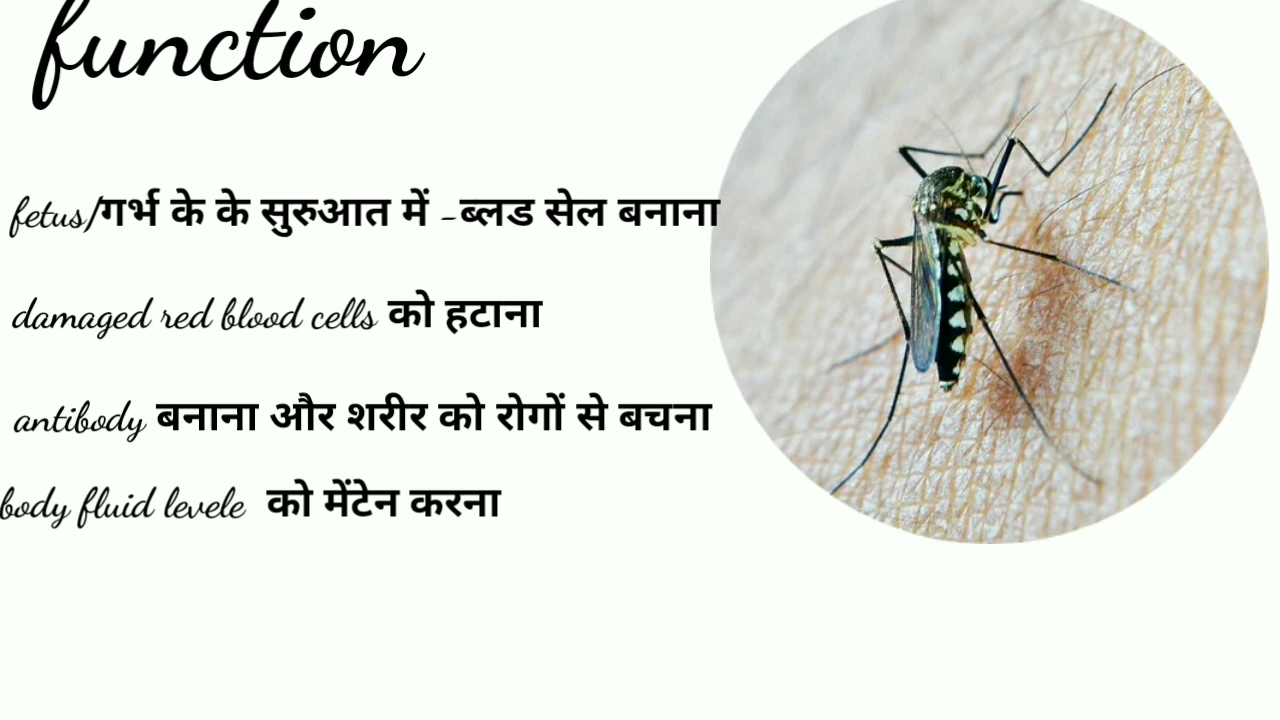 function
fetus/गर्भ के के सुरुआत में -ब्लड सेल बनाना
damaged red blood cells को हटाना
antibody बनाना और शरीर को रोगों से बचना
body fluid levele को मेंटेन करना